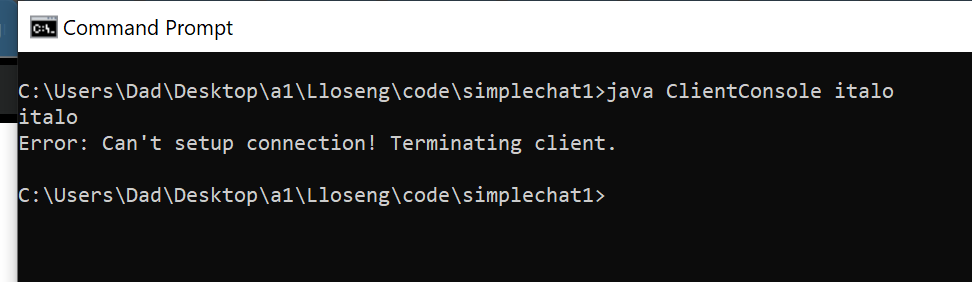 Command Prompt
C:\Users\Dad\Desktop\a1\Lloseng\code\simplechat1>java ClientConsole italo
italo
Error: Can't setup connection! Terminating client.
C:\Users\Dad\Desktop\a1\Lloseng\code\simplechat1>